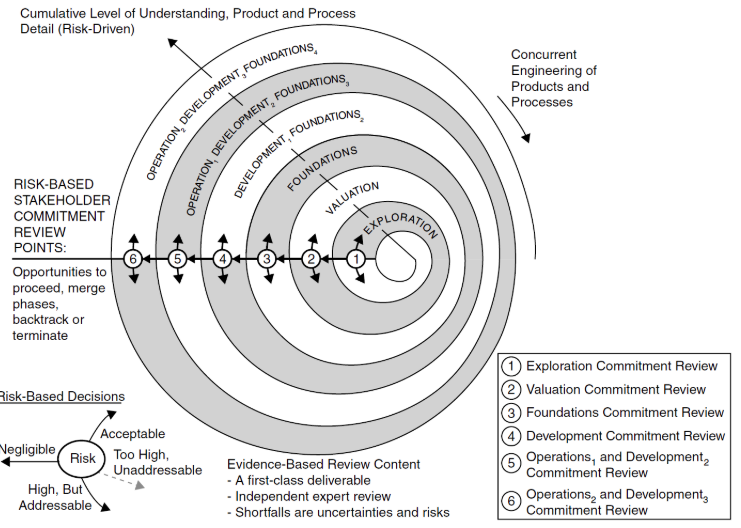 Cumulative Level of Understanding, Product and Process
Detail (Risk-Driven)
Concurrent
Engineering of
Products and
Processes
OPERATION2 DEVELOPMENT3 FOUNDATIONS4
OPERATION1 DEVELOPMENT2 FOUNDATIONS3
DEVELOPMENT1 FOUNDATIONS2
FOUNDATIONS
VALUATION
EXPLORATION
RISK-BASED
STAKEHOLDER
COMMITMENT
REVIEW
POINTS:
6 5 4 3 2 1
Opportunities to
proceed, merge
phases,
backtrack or
terminate
Risk-Based Decisions
Acceptable
Negligible
Risk
Too High,
Unaddressable
High, But
Addressable
Evidence-Based Review Content
- A first-class deliverable
- Independent expert review
- Shortfalls are uncertainties and risks
1 Exploration Commitment Review
2 Valuation Commitment Review
3 Foundations Commitment Review
4 Development Commitment Review
5 Operations1 and Development2
Commitment Review
6 Operations2 and Development3
Commitment Review